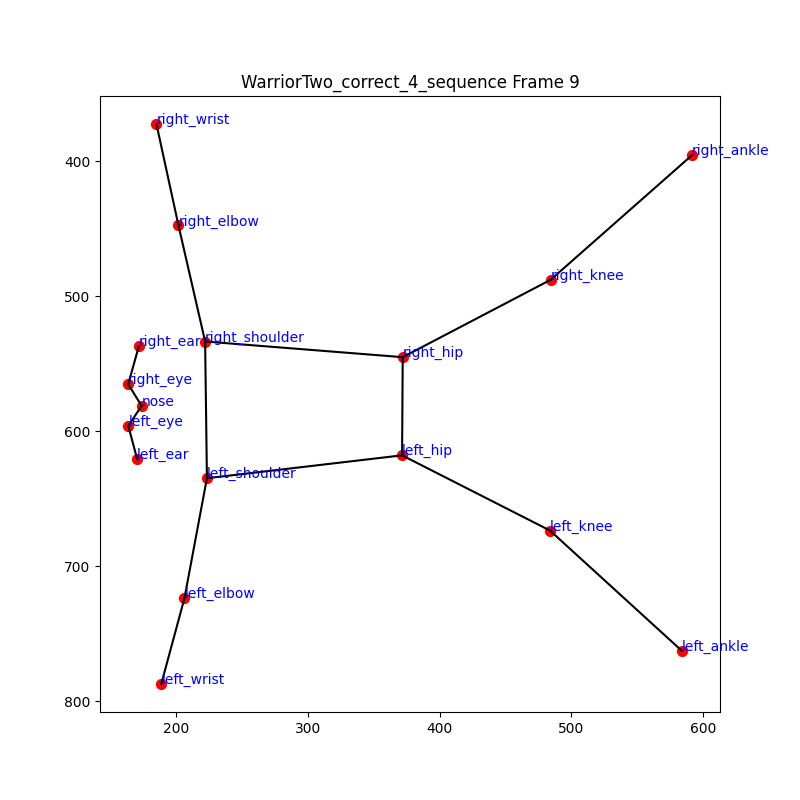 WarriorTwo_correct_4_sequence Frame 9
right_wrist
right_ankle
400
right_elbow
right_knee
500
right_ear
right_shoulder
right_hip
right_eye
nose
left_eye
600
left_hip
left_ear
left_shoulder
left_knee
700
left_elbow
left_ankle
left_wrist
800
200
300
400
500
600